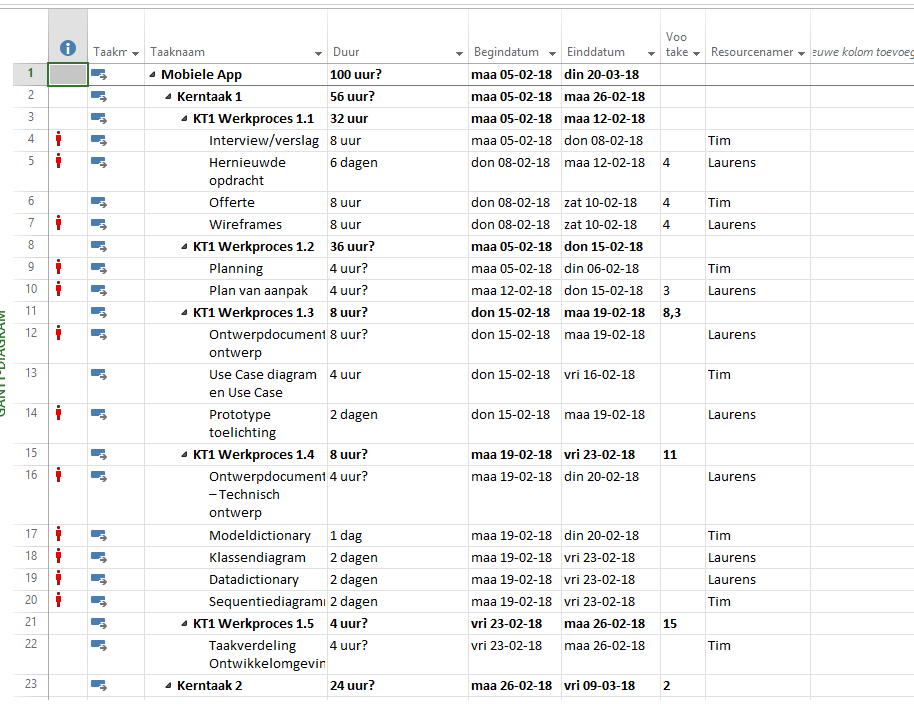 Voo
Taakm Taaknaam Duur Begindatum Einddatum take Resourcenamer euwe kolom toevoeg
1 Mobiele App 100 uur? maa 05-02-18 din 20-03-18
2 Kerntaak 1 56 uur? maa 05-02-18 maa 26-02-18
3 KT1 Werkproces 1.1 32 uur maa 05-02-18 maa 12-02-18
4 Interview/verslag 8 uur maa 05-02-18 don 08-02-18 Tim
5 Hernieuwde 6 dagen don 08-02-18 maa 12-02-18 4 Laurens
opdracht
6 Offerte 8 uur don 08-02-18 zat 10-02-18 4 Tim
7 Wireframes 8 uur don 08-02-18 zat 10-02-18 4 Laurens
8 KT1 Werkproces 1.2 36 uur? maa 05-02-18 don 15-02-18
9 Planning 4 uur? maa 05-02-18 din 06-02-18 Tim
10 Plan van aanpak 4 uur? maa 12-02-18 don 15-02-18 3 Laurens
11 KT1 Werkproces 1.3 8 uur? don 15-02-18 maa 19-02-18 8,3
12 Ontwerpdocument 8 uur? don 15-02-18 maa 19-02-18 Laurens
ontwerp
13 Use Case diagram 4 uur don 15-02-18 vri 16-02-18 Tim
en Use Case
14 Prototype 2 dagen don 15-02-18 maa 19-02-18 Laurens
toelichting
15 KT1 Werkproces 1.4 8 uur? maa 19-02-18 vri 23-02-18 11
16 Ontwerpdocument 4 uur? maa 19-02-18 din 20-02-18 Laurens
– Technisch
ontwerp
17 Modeldictionary 1 dag maa 19-02-18 din 20-02-18 Tim
18 Klassendiagram 2 dagen maa 19-02-18 vri 23-02-18 Laurens
19 Datadictionary 2 dagen maa 19-02-18 vri 23-02-18 Laurens
20 Sequentiediagram 2 dagen maa 19-02-18 vri 23-02-18 Tim
21 KT1 Werkproces 1.5 4 uur? vri 23-02-18 maa 26-02-18 15
22 Taakverdeling 4 uur? vri 23-02-18 maa 26-02-18 Tim
Ontwikkelomgevin
23 Kerntaak 2 24 uur? maa 26-02-18 vri 09-03-18 2
GANTT-DIAGRAM